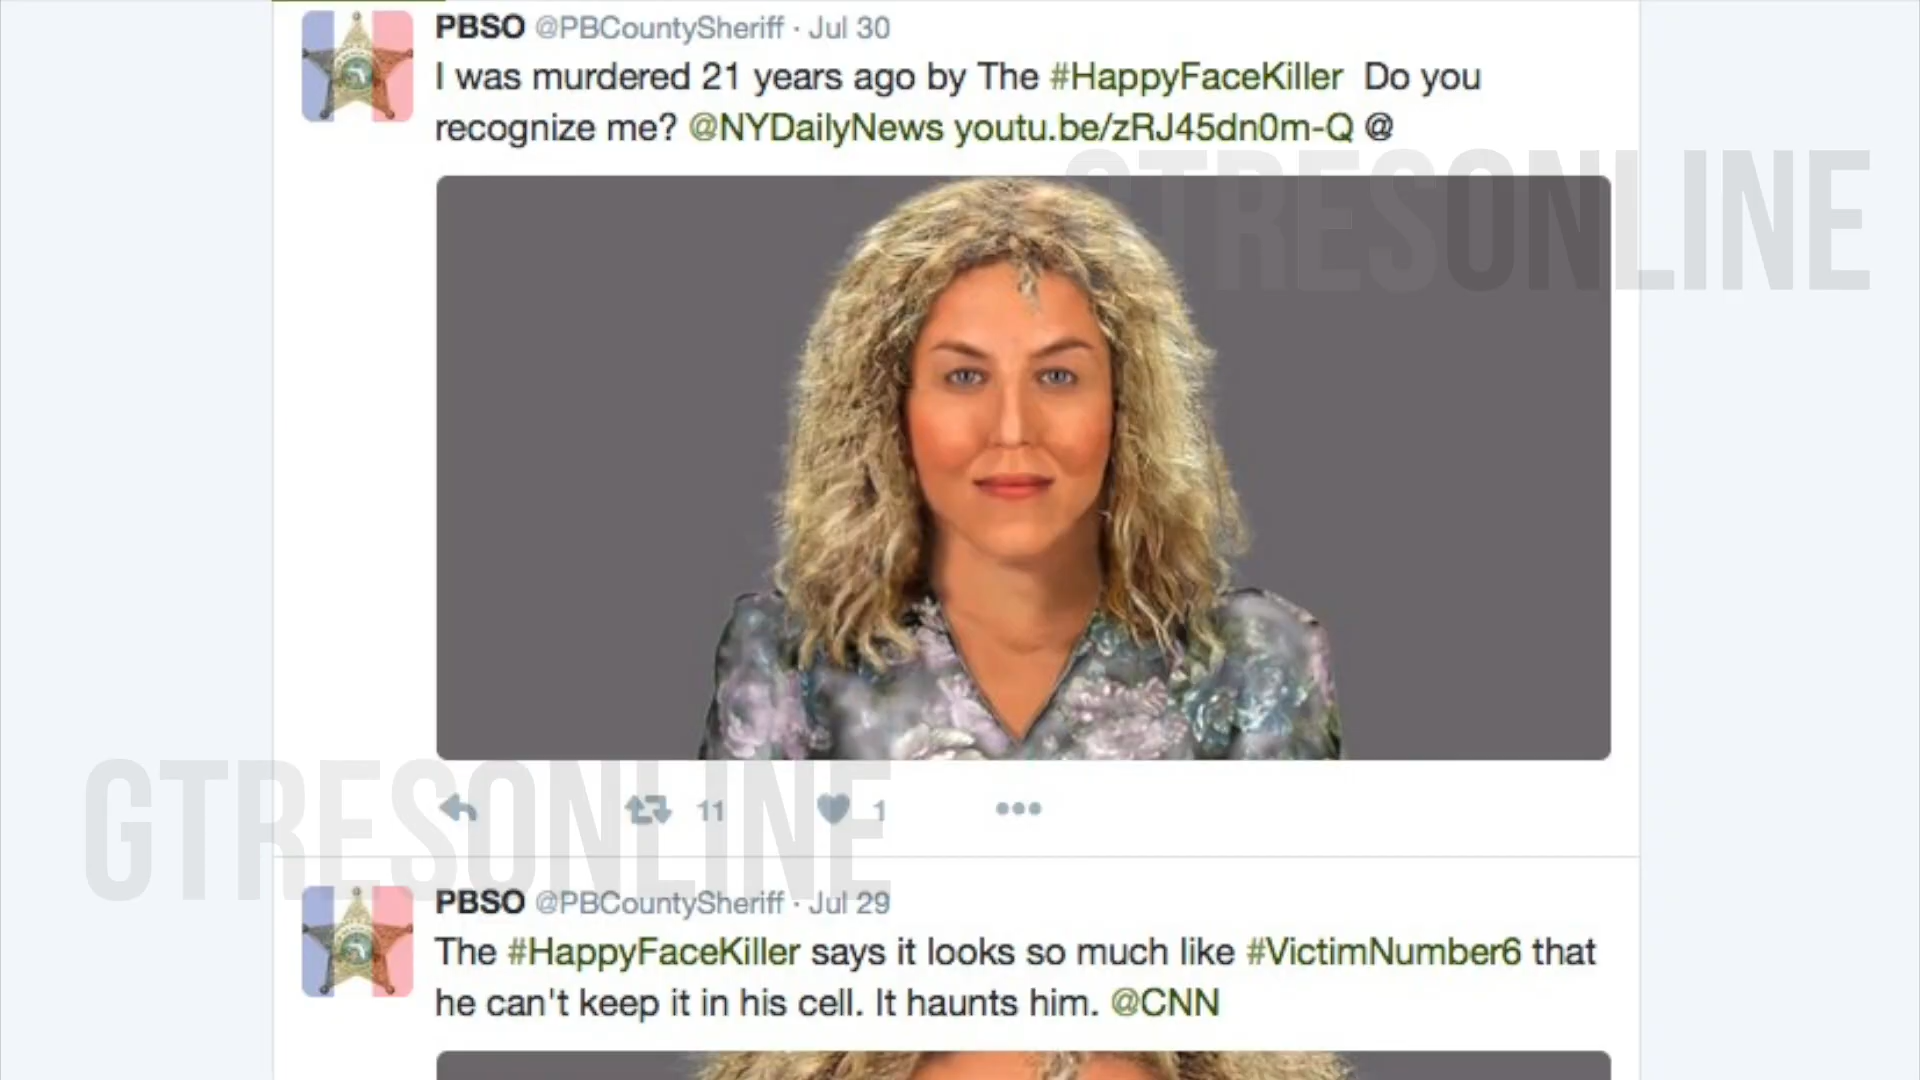 PBSO @PBCountySheriff · Jul 30
I was murdered 21 years ago by The #HappyFaceKiller Do you
recognize me? @NYDailyNews youtu.be/zRJ45dn0m-Q @
GTRESONLINE
GTRESONLINE
11 1
PBSO @PBCountySheriff · Jul 29
The #HappyFaceKiller says it looks so much like #VictimNumber6 that
he can't keep it in his cell. It haunts him. @CNN